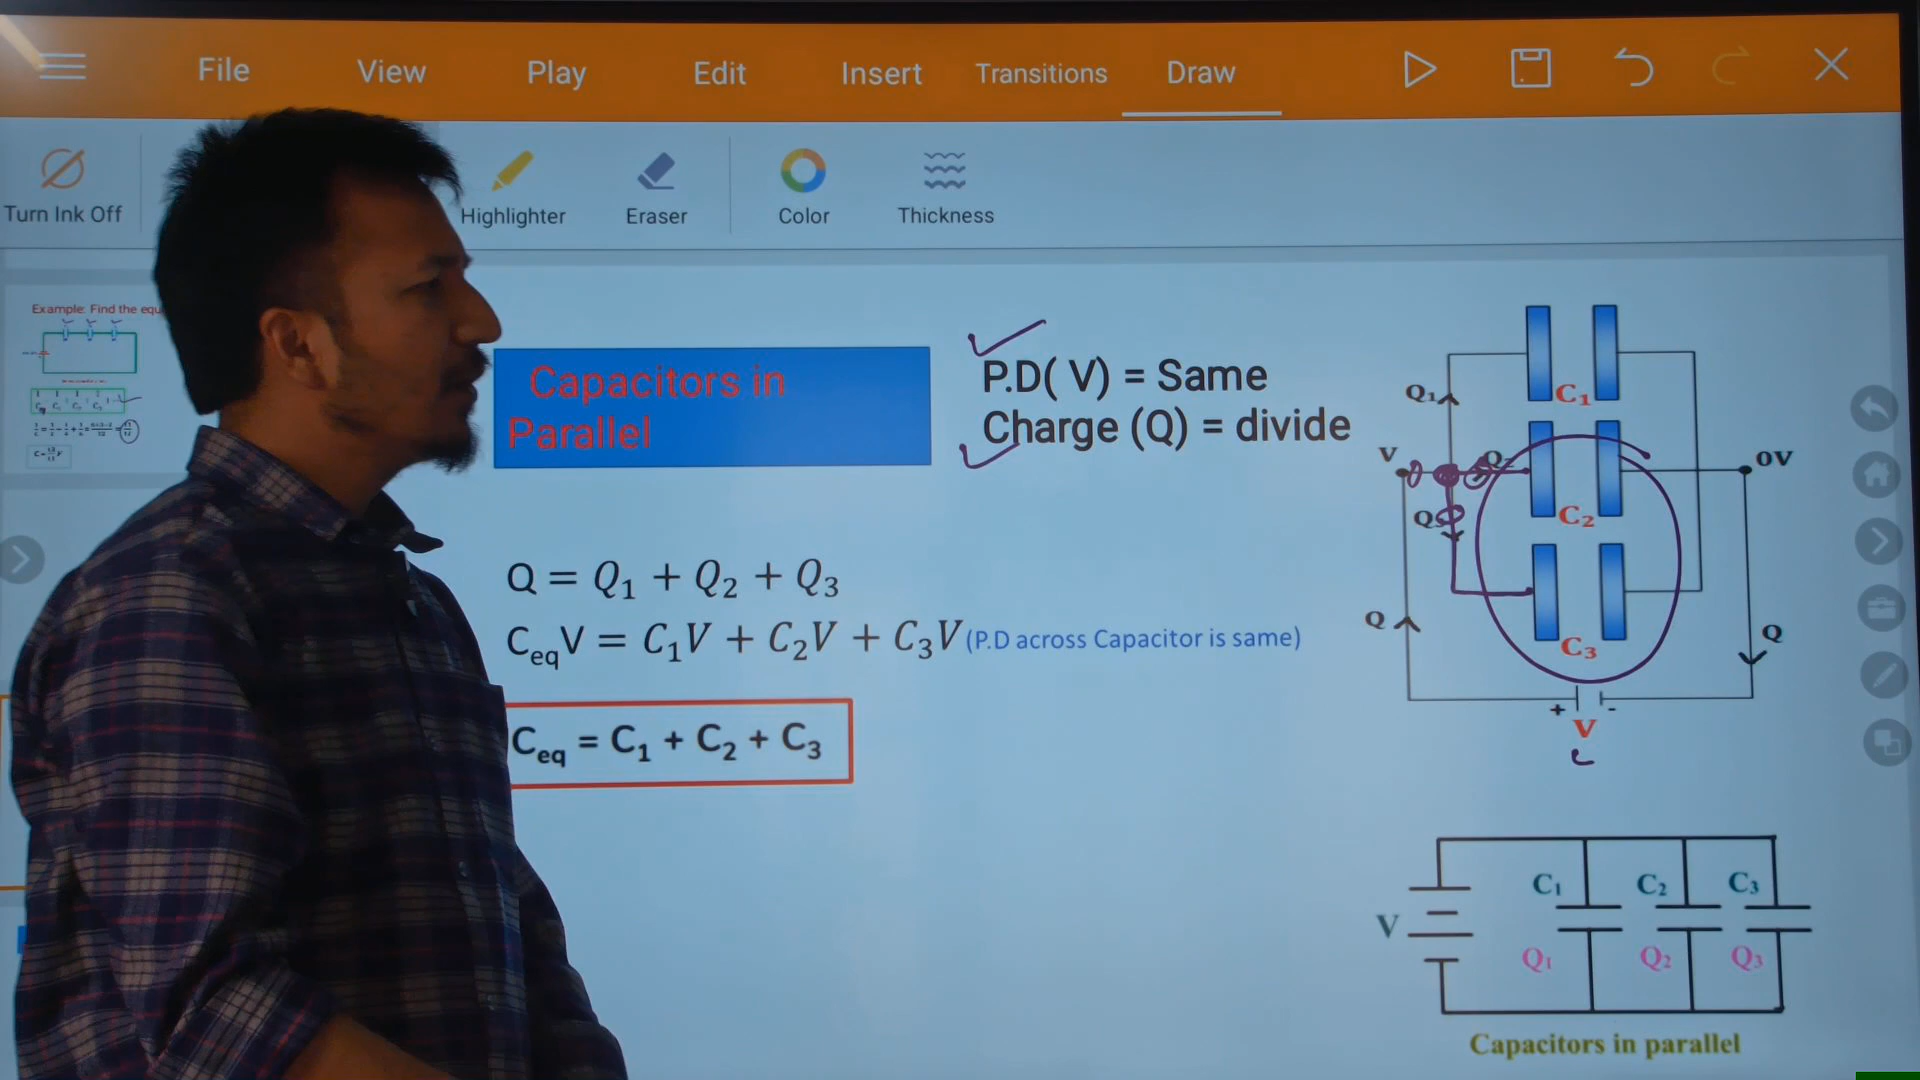 File View Play Edit Insert Transitions Draw
Turn Ink Off Highlighter Eraser Color Thickness
Example: Find the equ
Capacitors in
Parallel
P.D( V) = Same
Charge (Q) = divide
Q = Q₁ + Q₂ + Q₃
CeqV = C₁V + C₂V + C₃V (P.D across Capacitor is same)
Ceq = C₁ + C₂ + C₃
Q₁ C₁
V Q₂ 0V
C₂
Q
C₃
Q Q
+ -
V
C₁ C₂ C₃
V
Q₁ Q₂ Q₃
Capacitors in parallel